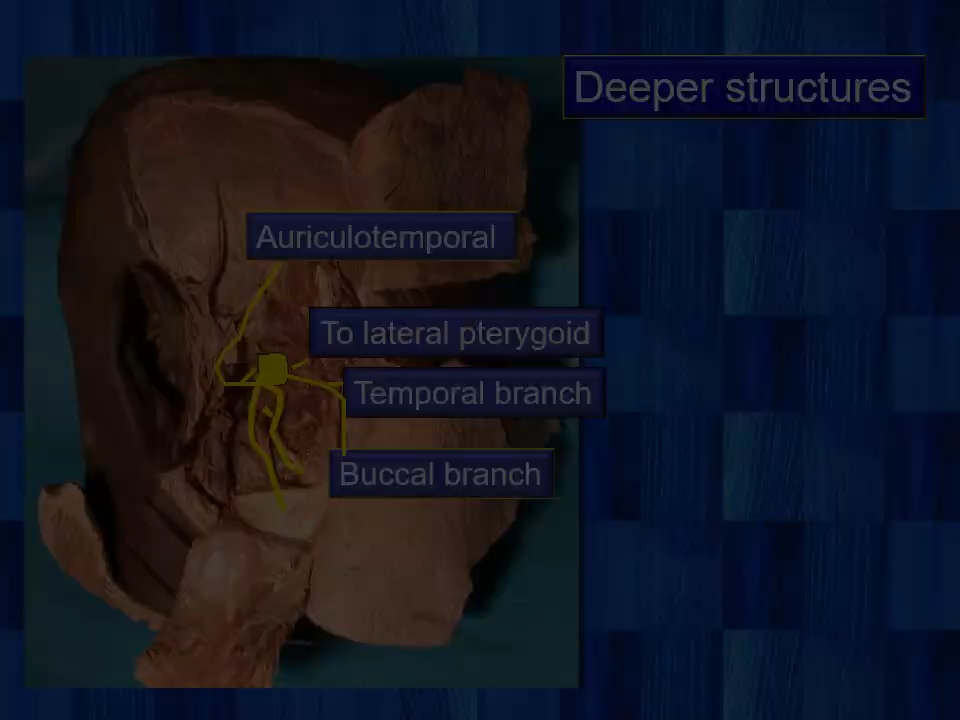 Deeper structures
Auriculotemporal
To lateral pterygoid
Temporal branch
Buccal branch